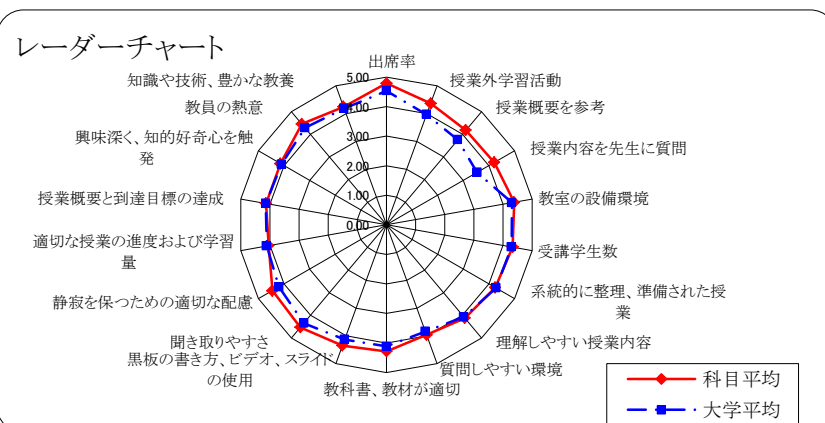 レーダーチャート
出席率
授業外学習活動
授業概要を参考
授業内容を先生に質問
教室の設備環境
受講学生数
系統的に整理、準備された授
業
理解しやすい授業内容
質問しやすい環境
教科書、教材が適切
黒板の書き方、ビデオ、スライド
の使用
聞き取りやすさ
静寂を保つための適切な配慮
適切な授業の進度および学習
量
授業概要と到達目標の達成
興味深く、知的好奇心を触
発
教員の熱意
知識や技術、豊かな教養
5.00
4.00
3.00
2.00
1.00
0.00
科目平均
大学平均